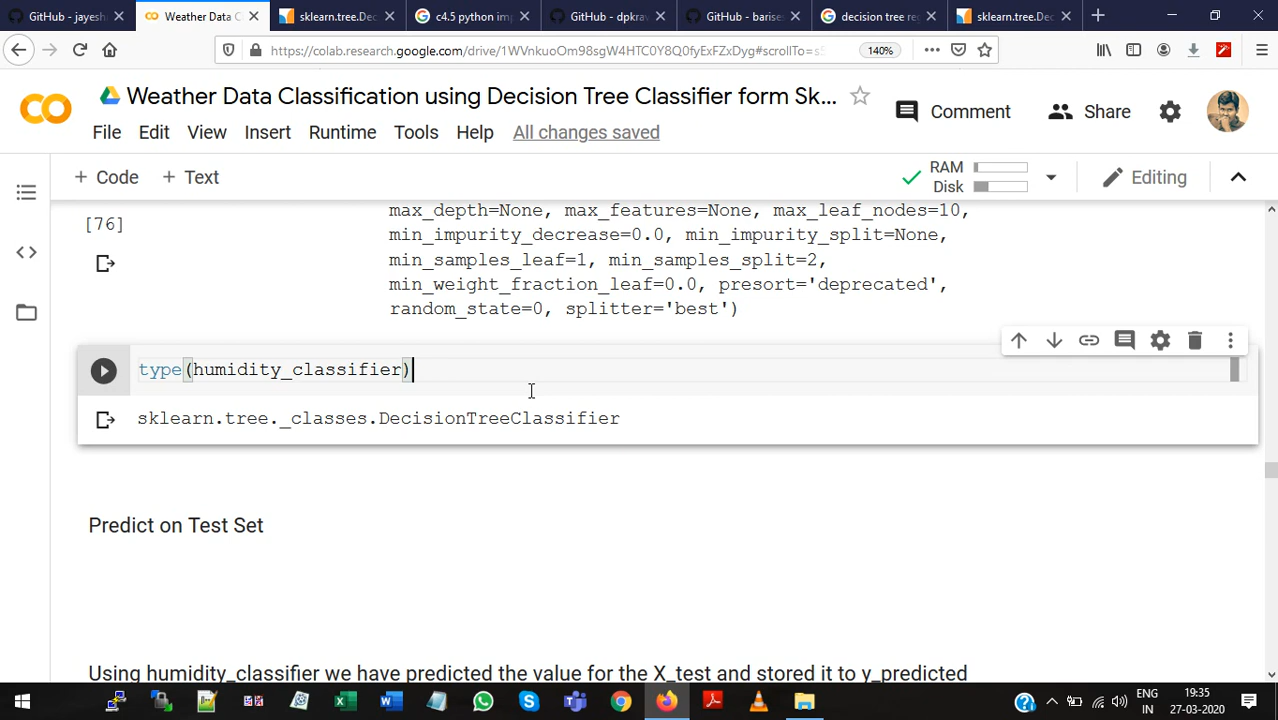 GitHub - jayesh
Weather Data C
sklearn.tree.Dec
c4.5 python imp
GitHub - dpkrav
GitHub - barise
decision tree reg
sklearn.tree.Dec
https://colab.research.google.com/drive/1WVnkuoOm98sgW4HTC0Y8Q0fyExFZxDyg#scrollTo=s
140%
Weather Data Classification using Decision Tree Classifier form Sk...
Comment
Share
File Edit View Insert Runtime Tools Help All changes saved
+ Code + Text
RAM
Disk
Editing
[76]
max_depth=None, max_features=None, max_leaf_nodes=10,
min_impurity_decrease=0.0, min_impurity_split=None,
min_samples_leaf=1, min_samples_split=2,
min_weight_fraction_leaf=0.0, presort='deprecated',
random_state=0, splitter='best')
type(humidity_classifier)
sklearn.tree._classes.DecisionTreeClassifier
Predict on Test Set
Using humidity_classifier we have predicted the value for the X_test and stored it to y_predicted
ENG
IN
19:35
27-03-2020